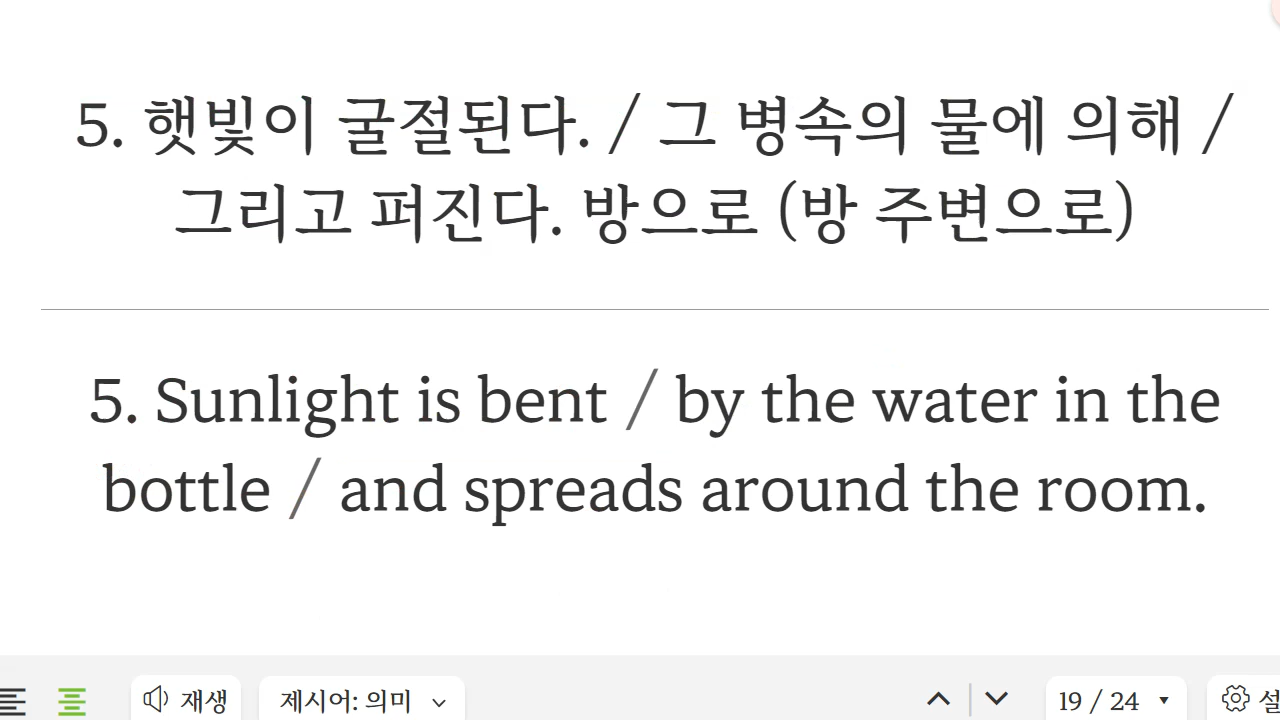 5. 햇빛이 굴절된다. / 그 병속의 물에 의해 /
그리고 퍼진다. 방으로 (방 주변으로)
5. Sunlight is bent / by the water in the
bottle / and spreads around the room.
재생 제시어: 의미 19 / 24 설